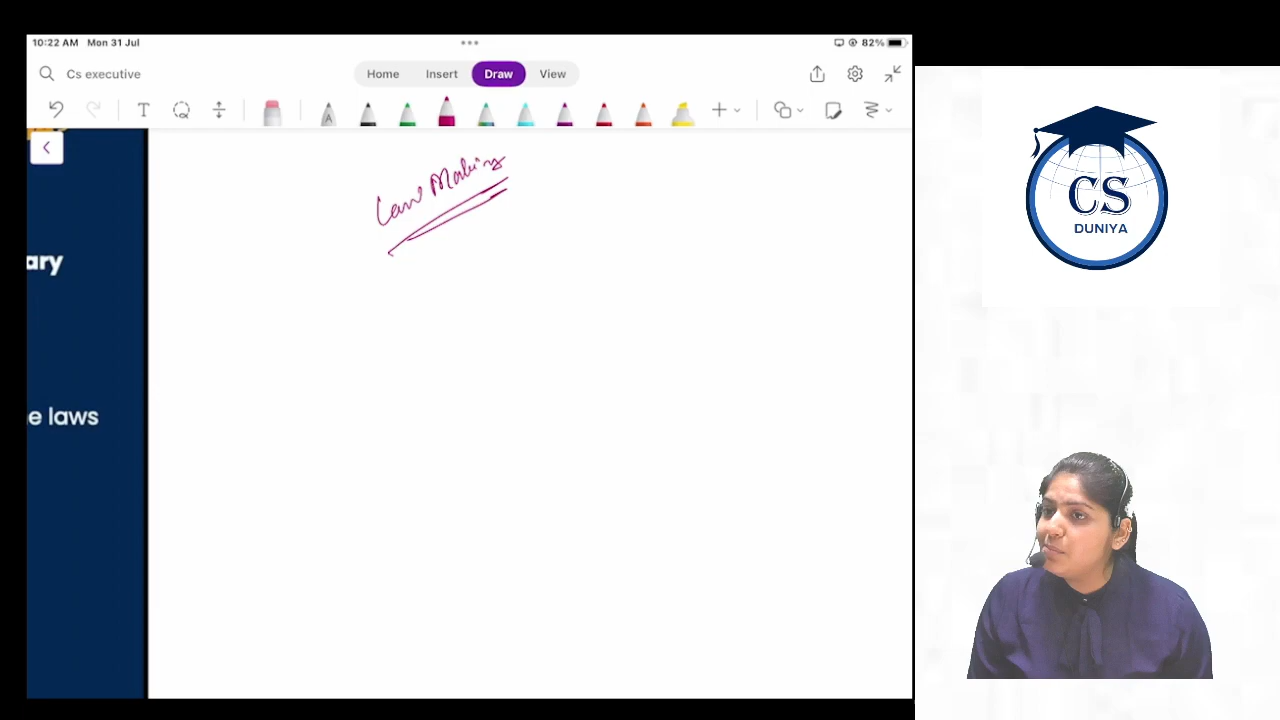 10:22 AM Mon 31 Jul
82%
Cs executive
Home Insert Draw View
T
A
Law Making
ary
e laws
CS
DUNIYA